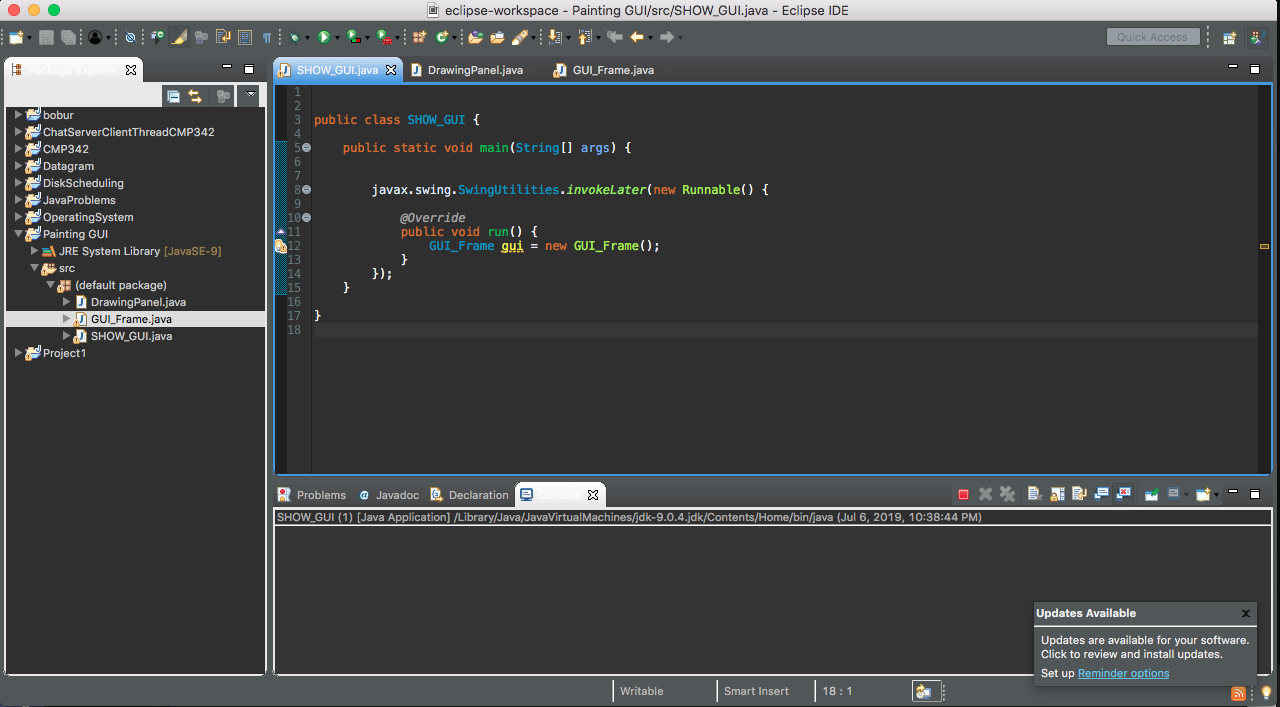 eclipse-workspace - Painting GUI/src/SHOW_GUI.java - Eclipse IDE
Quick Access
Package Explorer
SHOW_GUI.java DrawingPanel.java GUI_Frame.java
bobur
ChatServerClientThreadCMP342
CMP342
Datagram
DiskScheduling
JavaProblems
OperatingSystem
Painting GUI
JRE System Library [JavaSE-9]
src
(default package)
DrawingPanel.java
GUI_Frame.java
SHOW_GUI.java
Project1
1
2
3 public class SHOW_GUI {
4
5 public static void main(String[] args) {
6
7
8 javax.swing.SwingUtilities.invokeLater(new Runnable() {
9
10 @Override
11 public void run() {
12 GUI_Frame gui = new GUI_Frame();
13 }
14 });
15 }
16
17 }
18
Problems Javadoc Declaration Console
SHOW_GUI (1) [Java Application] /Library/Java/JavaVirtualMachines/jdk-9.0.4.jdk/Contents/Home/bin/java (Jul 6, 2019, 10:38:44 PM)
Updates Available
Updates are available for your software.
Click to review and install updates.
Set up Reminder options
Writable Smart Insert 18 : 1